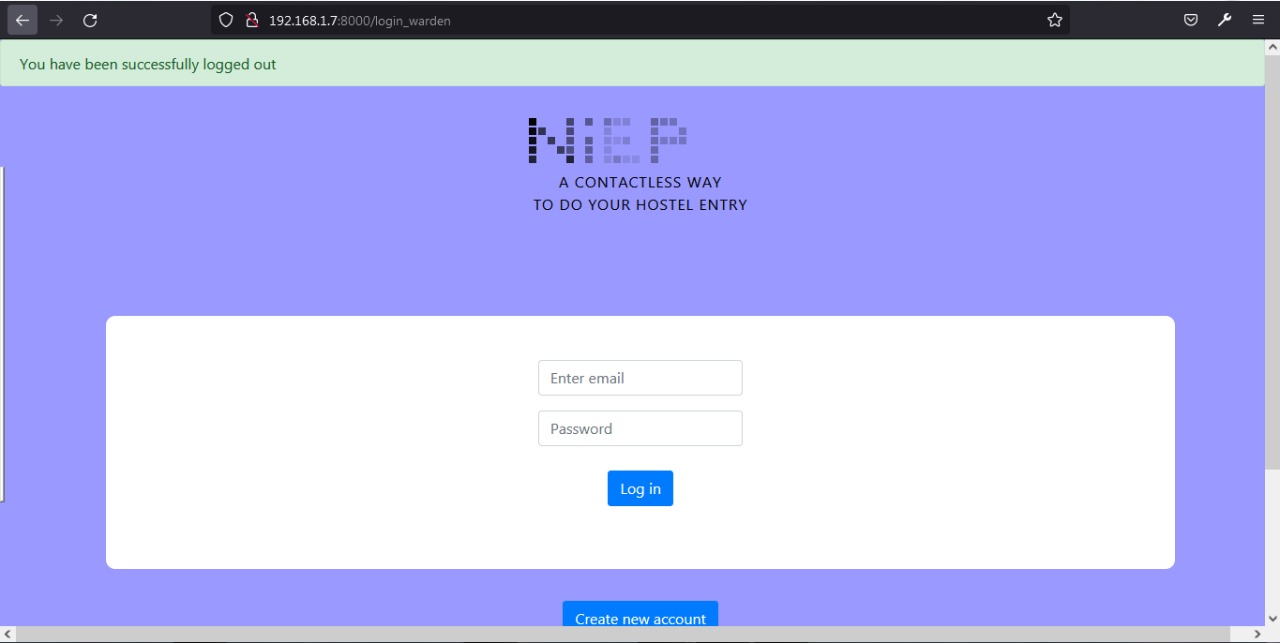 192.168.1.7:8000/login_warden
You have been successfully logged out
NIEP
A CONTACTLESS WAY
TO DO YOUR HOSTEL ENTRY
Enter email
Password
Log in
Create new account